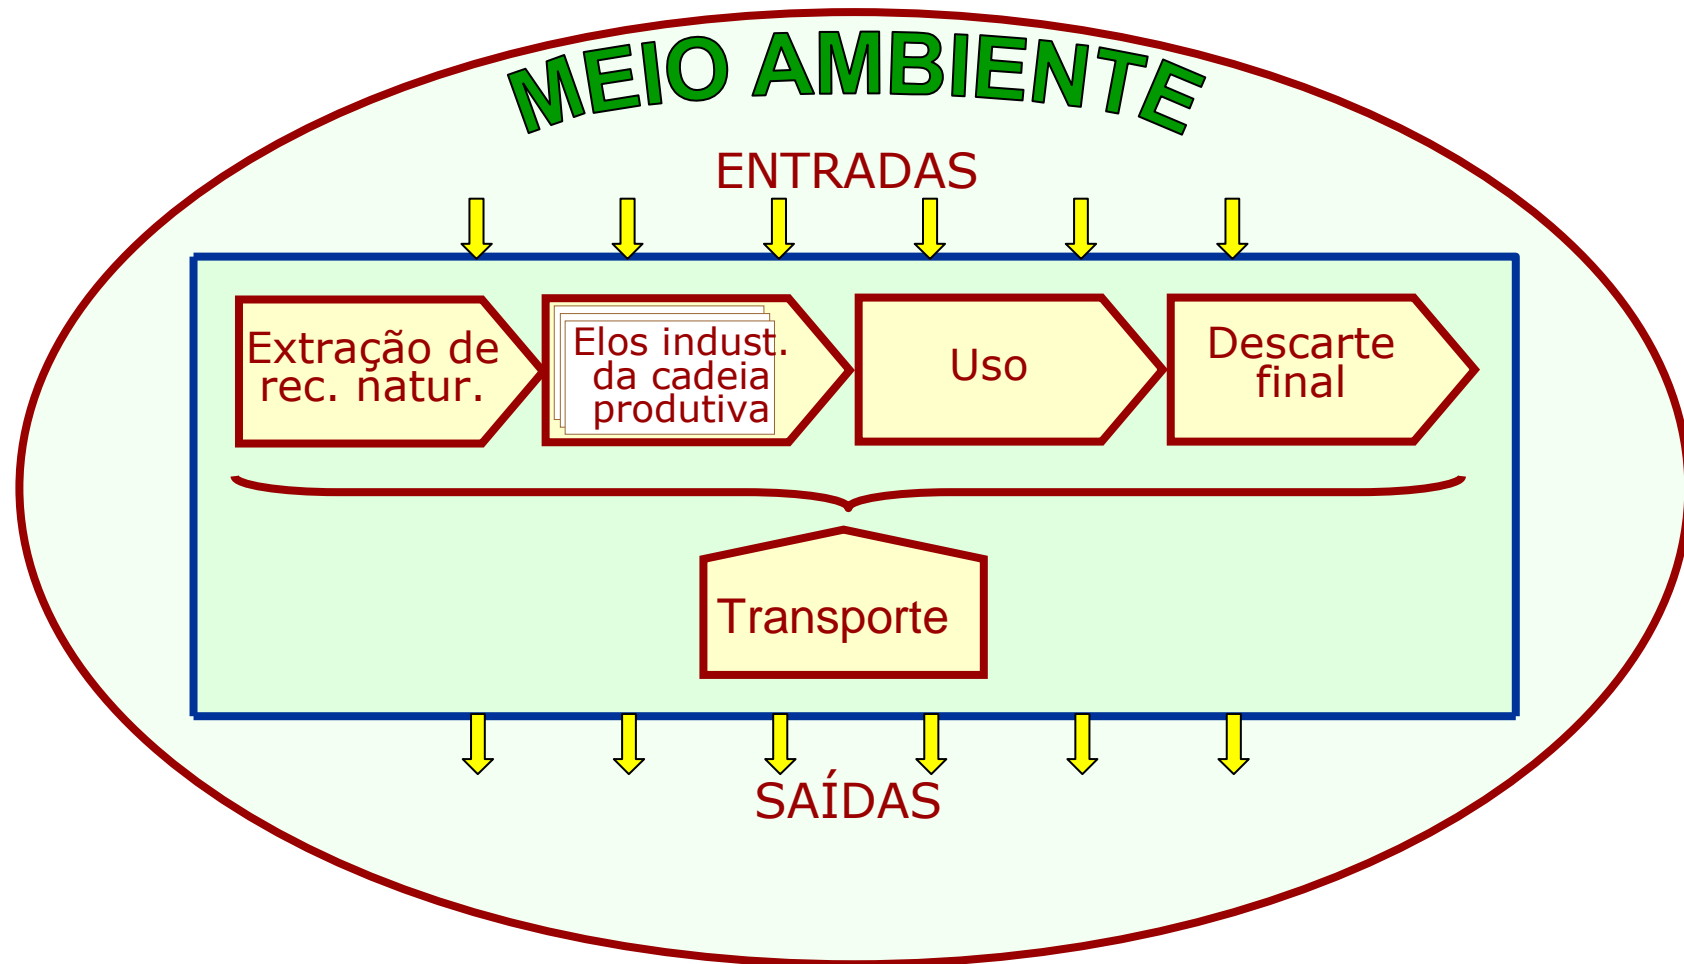 MEIO AMBIENTE
ENTRADAS
Extração de
rec. natur.
Elos indust.
da cadeia
produtiva
Uso
Descarte
final
Transporte
SAÍDAS